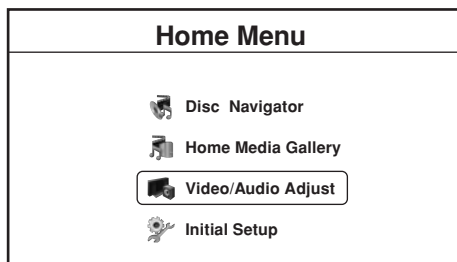 Home Menu
Disc Navigator
Home Media Gallery
Video/Audio Adjust
Initial Setup